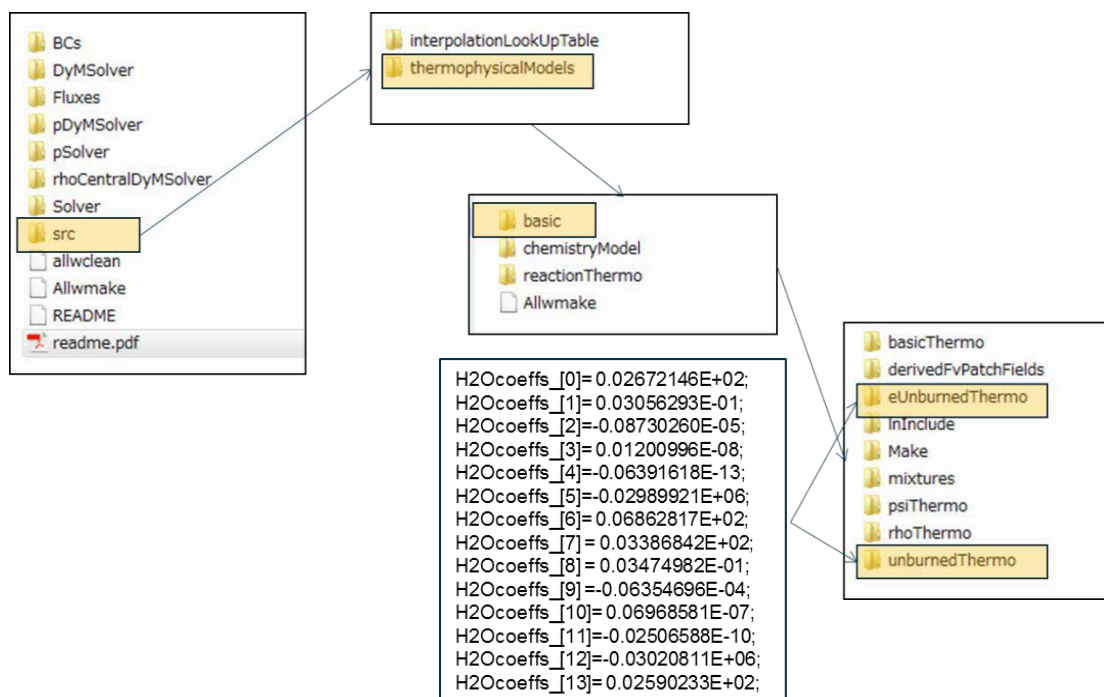 BCs
DyMSolver
Fluxes
pDyMSolver
pSolver
rhoCentralDyMSolver
Solver
src
allwclean
Allwmake
README
readme.pdf
interpolationLookUpTable
thermophysicalModels
basic
chemistryModel
reactionThermo
Allwmake
basicThermo
derivedFvPatchFields
eUnburnedThermo
lnInclude
Make
mixtures
psiThermo
rhoThermo
unburnedThermo
H2Ocoeffs_[0]= 0.02672146E+02;
H2Ocoeffs_[1]= 0.03056293E-01;
H2Ocoeffs_[2]=-0.08730260E-05;
H2Ocoeffs_[3]= 0.01200996E-08;
H2Ocoeffs_[4]=-0.06391618E-13;
H2Ocoeffs_[5]=-0.02989921E+06;
H2Ocoeffs_[6]= 0.06862817E+02;
H2Ocoeffs_[7]= 0.03386842E+02;
H2Ocoeffs_[8]= 0.03474982E-01;
H2Ocoeffs_[9]=-0.06354696E-04;
H2Ocoeffs_[10]= 0.06968581E-07;
H2Ocoeffs_[11]=-0.02506588E-10;
H2Ocoeffs_[12]=-0.03020811E+06;
H2Ocoeffs_[13]= 0.02590233E+02;